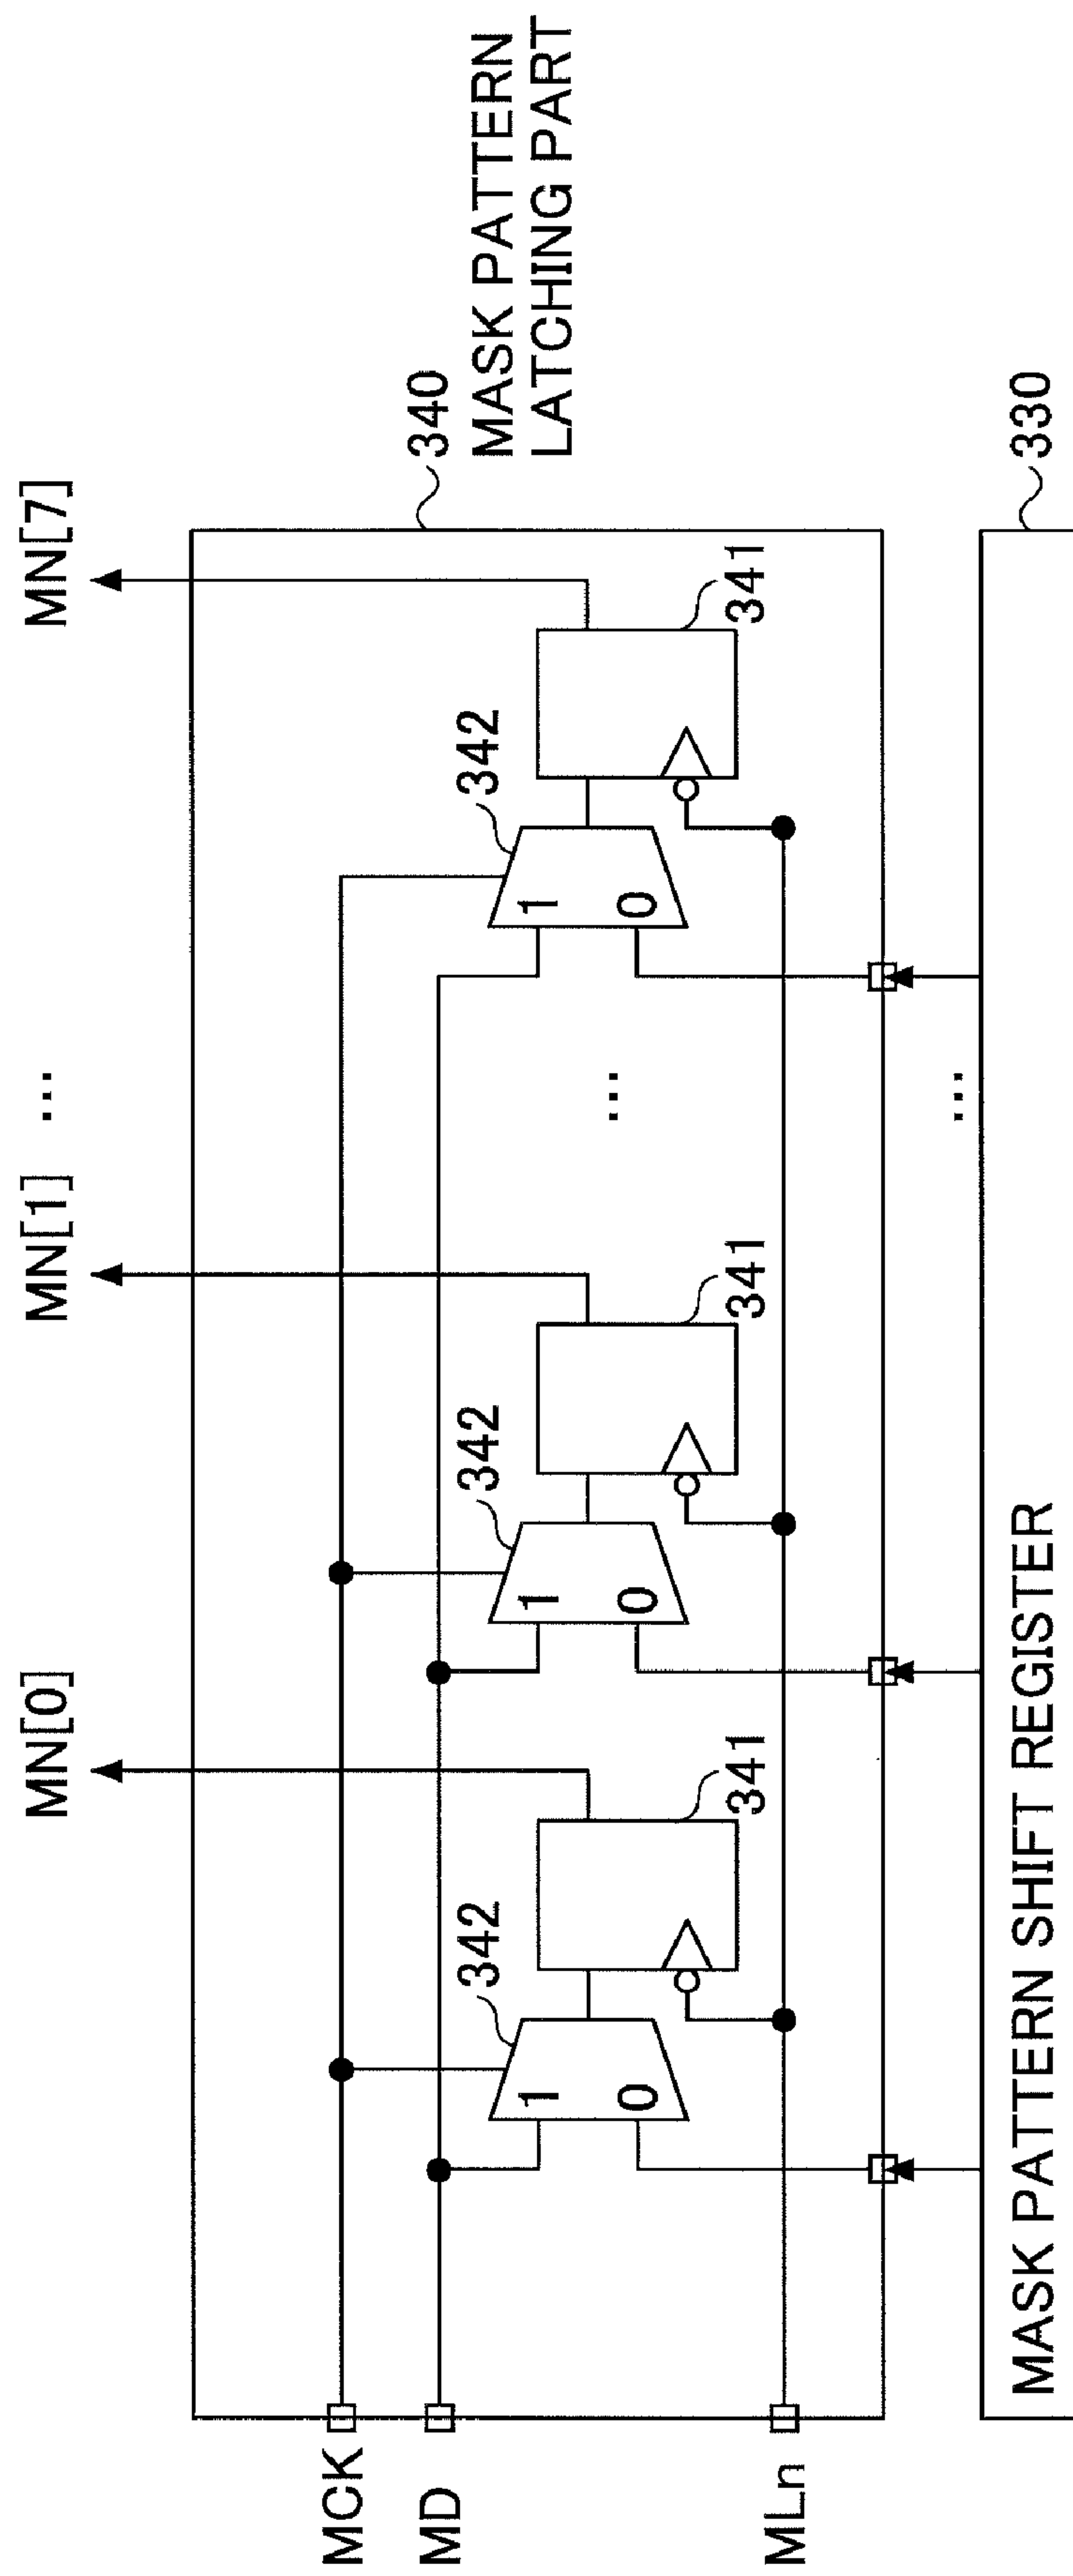 MN[0] MN[1] ... MN[7]
340
MASK PATTERN
LATCHING PART
MCK
MD
342 342 342
1 1 1
0 0 0
...
341 341 341
MLn
...
330
MASK PATTERN SHIFT REGISTER